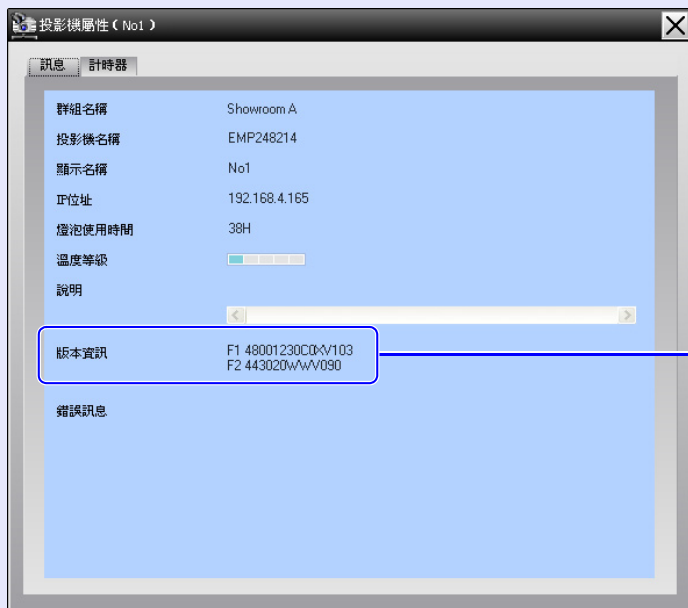 投影機屬性（No1）
訊息 計時器
群組名稱 Showroom A
投影機名稱 EMP248214
顯示名稱 No1
IP位址 192.168.4.165
燈泡使用時間 38H
溫度等級
說明
版本資訊 F1 48001230C0XV103
F2 443020WWV090
錯誤訊息